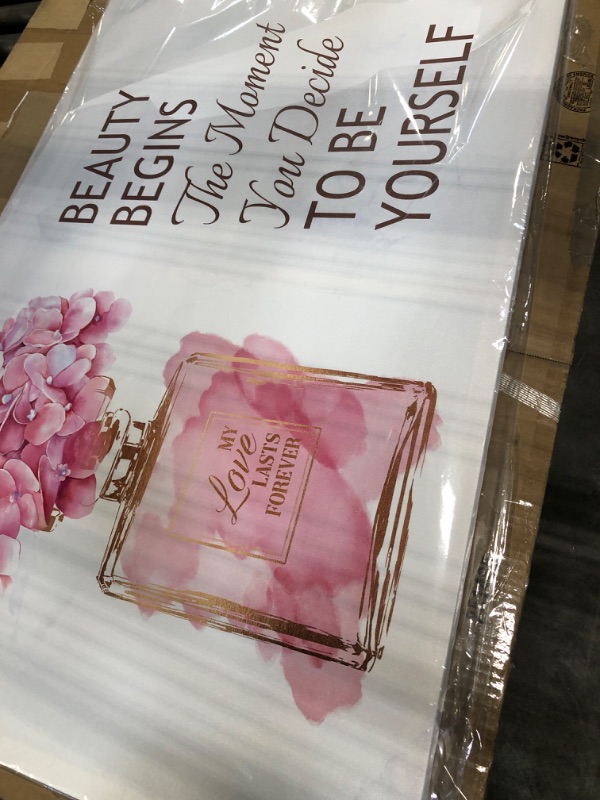 BEAUTY
BEGINS
The Moment
You Decide
TO BE
YOURSELF
MY
Love
LASTS
FOREVER